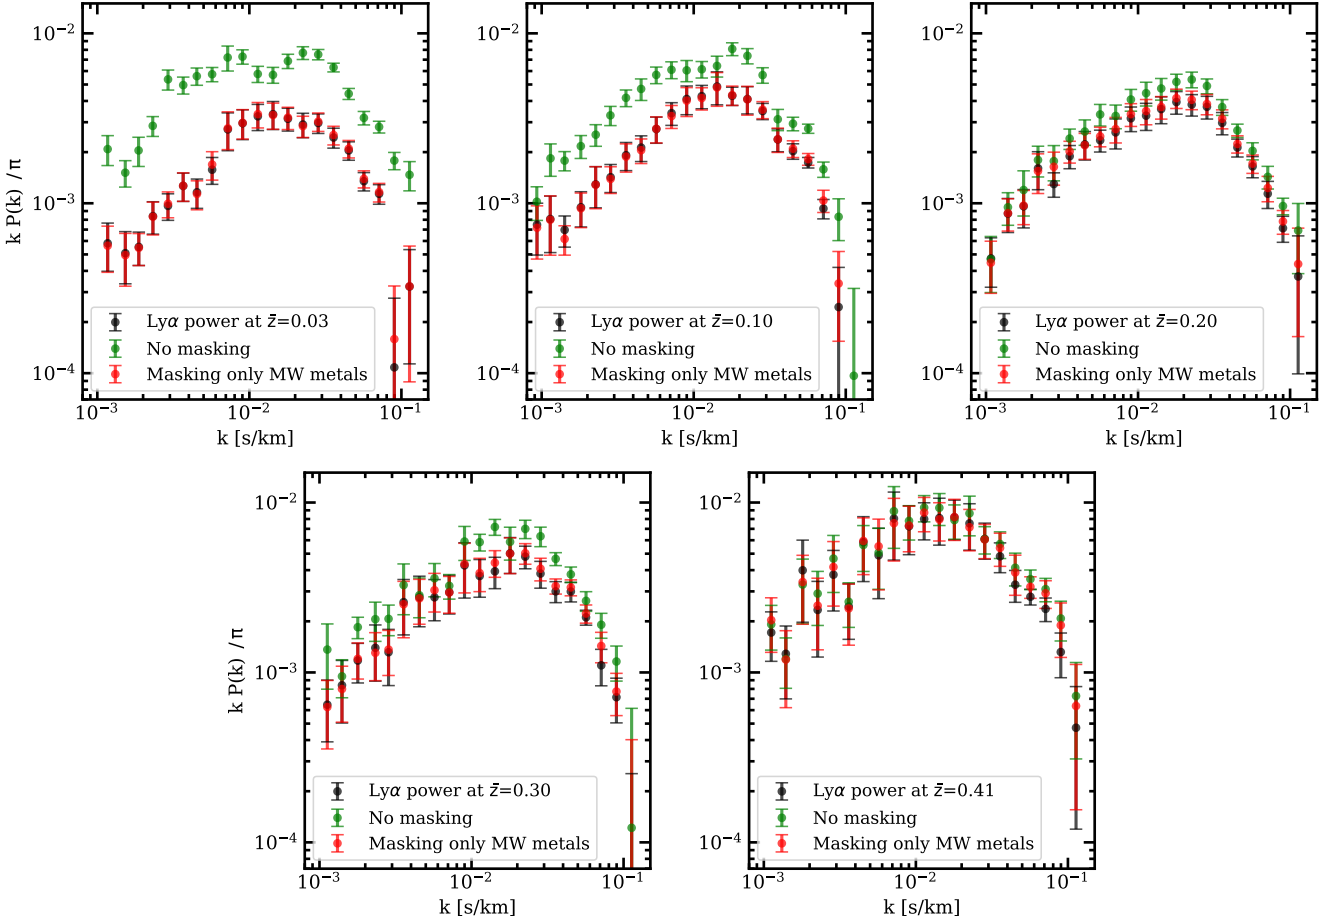 10⁻²
10⁻³
10⁻⁴
k P(k) /π
Lyα power at z̄=0.03
No masking
Masking only MW metals
10⁻³
10⁻²
10⁻¹
k [s/km]
10⁻²
10⁻³
10⁻⁴
Lyα power at z̄=0.10
No masking
Masking only MW metals
10⁻³
10⁻²
10⁻¹
k [s/km]
10⁻²
10⁻³
10⁻⁴
Lyα power at z̄=0.20
No masking
Masking only MW metals
10⁻³
10⁻²
10⁻¹
k [s/km]
10⁻²
10⁻³
10⁻⁴
k P(k) /π
Lyα power at z̄=0.30
No masking
Masking only MW metals
10⁻³
10⁻²
10⁻¹
k [s/km]
10⁻²
10⁻³
10⁻⁴
Lyα power at z̄=0.41
No masking
Masking only MW metals
10⁻³
10⁻²
10⁻¹
k [s/km]